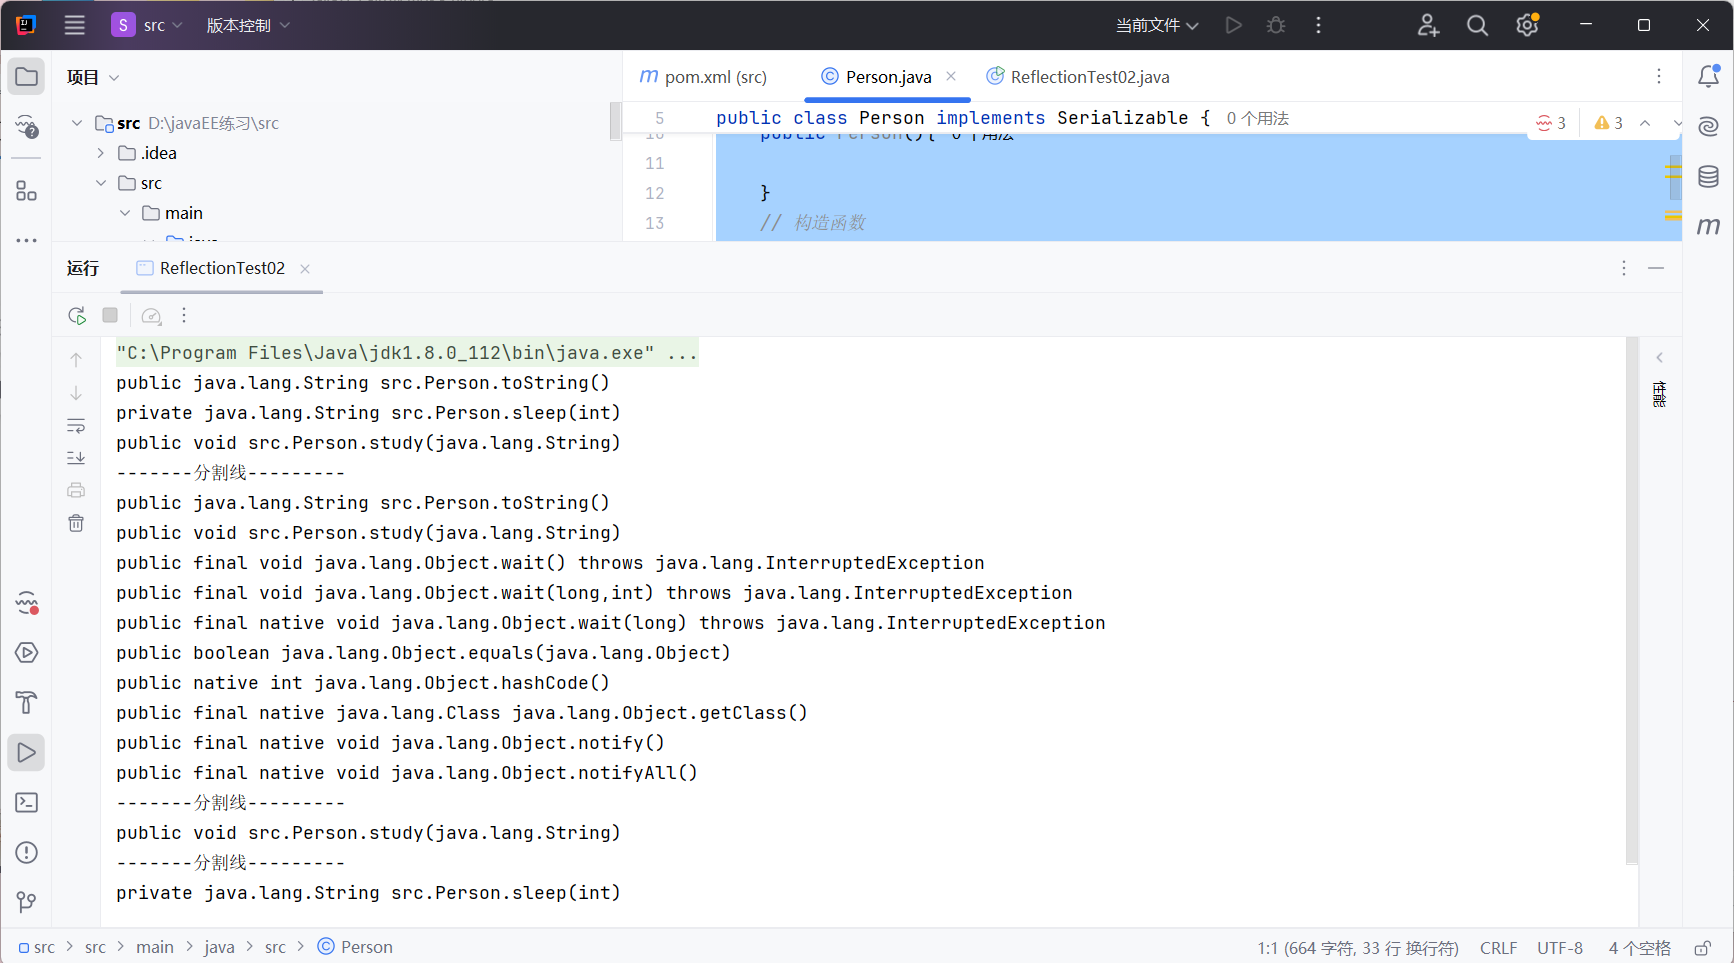 S src 版本控制 当前文件
项目
m pom.xml (src) Person.java ReflectionTest02.java
src D:\javaEE练习\src
.idea
src
main
java
5 public class Person implements Serializable { 0 个用法
3 3
10 public Person(){ 0 个用法
11
12 }
13 // 构造函数
m
运行 ReflectionTest02
性能
"C:\Program Files\Java\jdk1.8.0_112\bin\java.exe" ...
public java.lang.String src.Person.toString()
private java.lang.String src.Person.sleep(int)
public void src.Person.study(java.lang.String)
-------分割线---------
public java.lang.String src.Person.toString()
public void src.Person.study(java.lang.String)
public final void java.lang.Object.wait() throws java.lang.InterruptedException
public final void java.lang.Object.wait(long,int) throws java.lang.InterruptedException
public final native void java.lang.Object.wait(long) throws java.lang.InterruptedException
public boolean java.lang.Object.equals(java.lang.Object)
public native int java.lang.Object.hashCode()
public final native java.lang.Class java.lang.Object.getClass()
public final native void java.lang.Object.notify()
public final native void java.lang.Object.notifyAll()
-------分割线---------
public void src.Person.study(java.lang.String)
-------分割线---------
private java.lang.String src.Person.sleep(int)
src > src > main > java > src > Person
1:1 (664 字符, 33 行 换行符) CRLF UTF-8 4 个空格